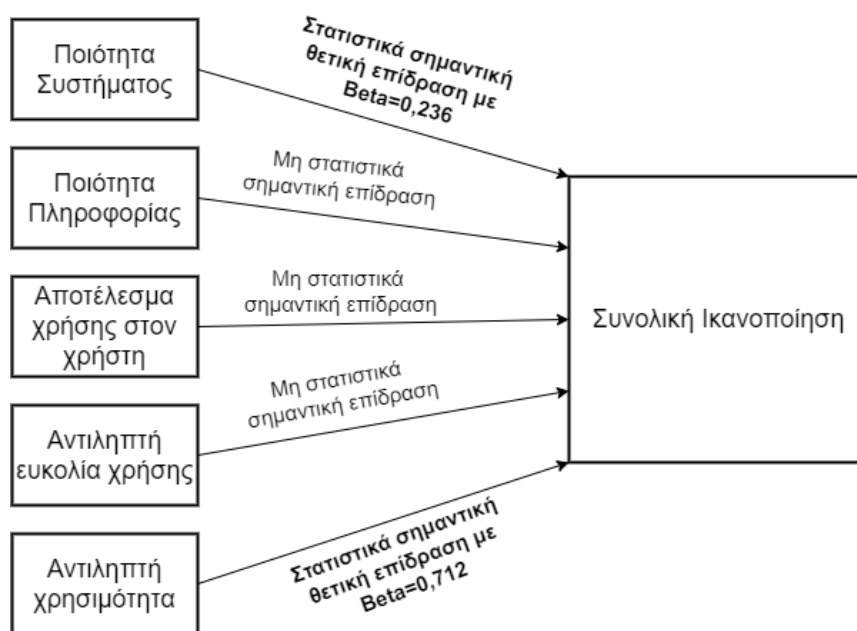 Ποιότητα
Συστήματος
Στατιστικά σημαντική
θετική επίδραση με
Beta=0,236
Ποιότητα
Πληροφορίας
Μη στατιστικά
σημαντική επίδραση
Αποτέλεσμα
χρήσης στον
χρήστη
Μη στατιστικά
σημαντική επίδραση
Συνολική Ικανοποίηση
Αντιληπτή
ευκολία χρήσης
Μη στατιστικά
σημαντική επίδραση
Αντιληπτή
χρησιμότητα
Στατιστικά σημαντική
θετική επίδραση με
Beta=0,712